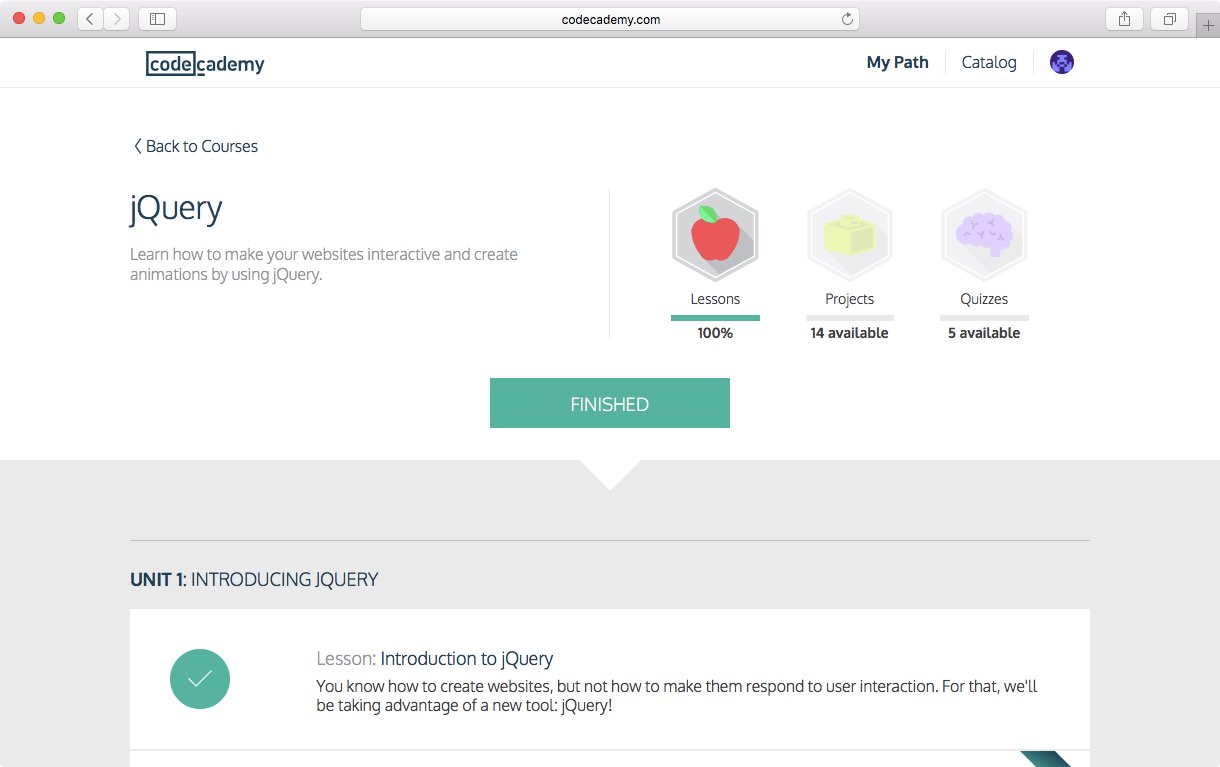 codecademy.com
codecademy
My Path
Catalog
Back to Courses
jQuery
Learn how to make your websites interactive and create
animations by using jQuery.
Lessons
Projects
Quizzes
100%
14 available
5 available
FINISHED
UNIT 1: INTRODUCING JQUERY
Lesson: Introduction to jQuery
You know how to create websites, but not how to make them respond to user interaction. For that, we'll
be taking advantage of a new tool: jQuery!